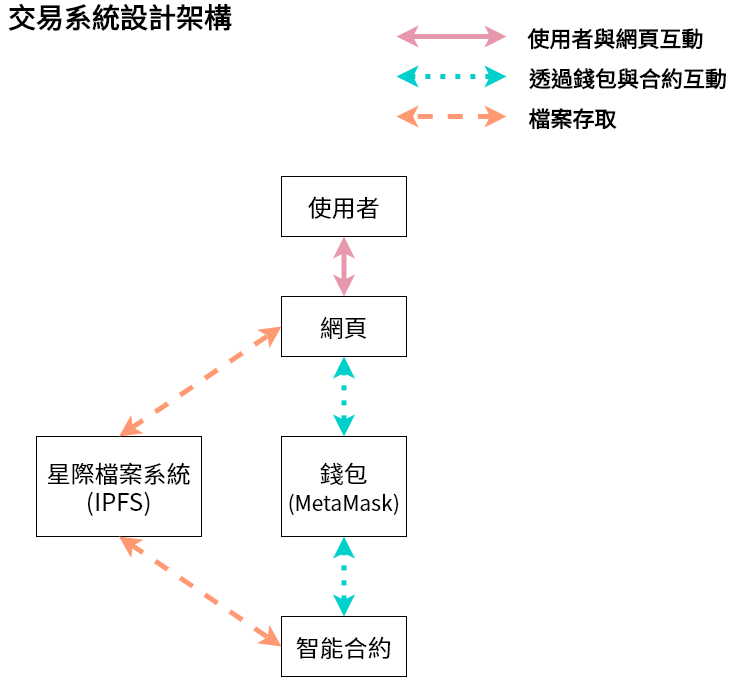 交易系統設計架構
使用者與網頁互動
透過錢包與合約互動
檔案存取
使用者
網頁
星際檔案系統
(IPFS)
錢包
(MetaMask)
智能合約